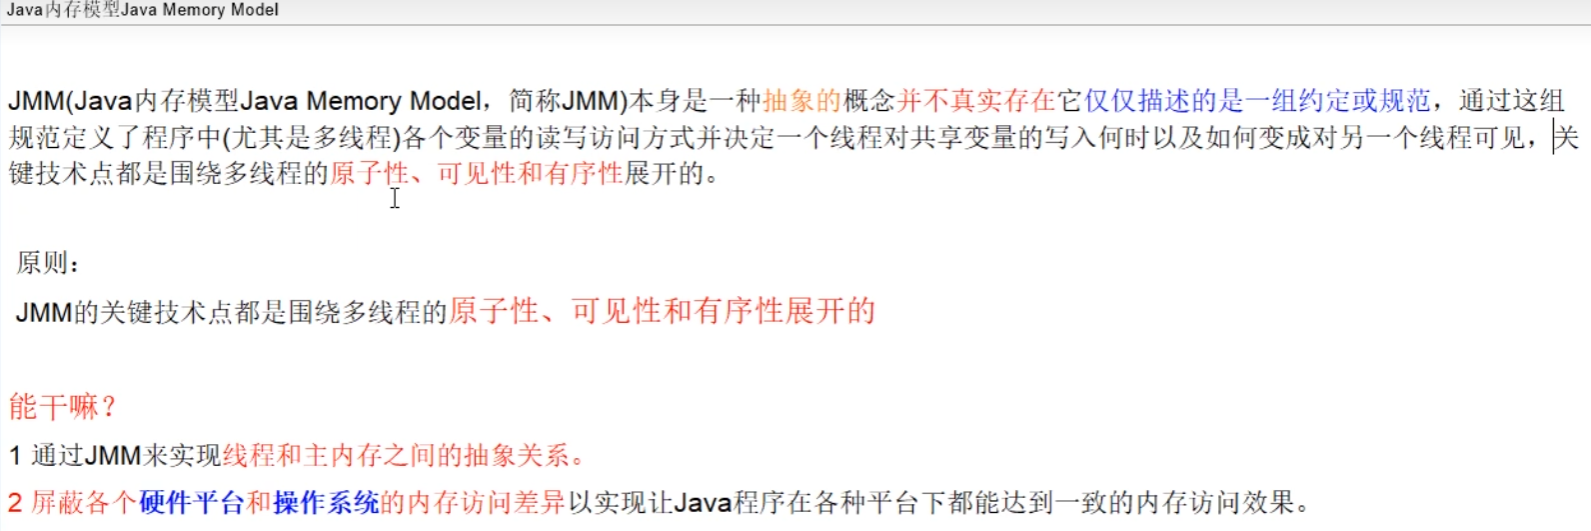 Java内存模型Java Memory Model
JMM(Java内存模型Java Memory Model，简称JMM)本身是一种抽象的概念并不真实存在它仅仅描述的是一组约定或规范，通过这组
规范定义了程序中(尤其是多线程)各个变量的读写访问方式并决定一个线程对共享变量的写入何时以及如何变成对另一个线程可见，关
键技术点都是围绕多线程的原子性、可见性和有序性展开的。
原则：
JMM的关键技术点都是围绕多线程的原子性、可见性和有序性展开的
能干嘛？
1 通过JMM来实现线程和主内存之间的抽象关系。
2 屏蔽各个硬件平台和操作系统的内存访问差异以实现让Java程序在各种平台下都能达到一致的内存访问效果。